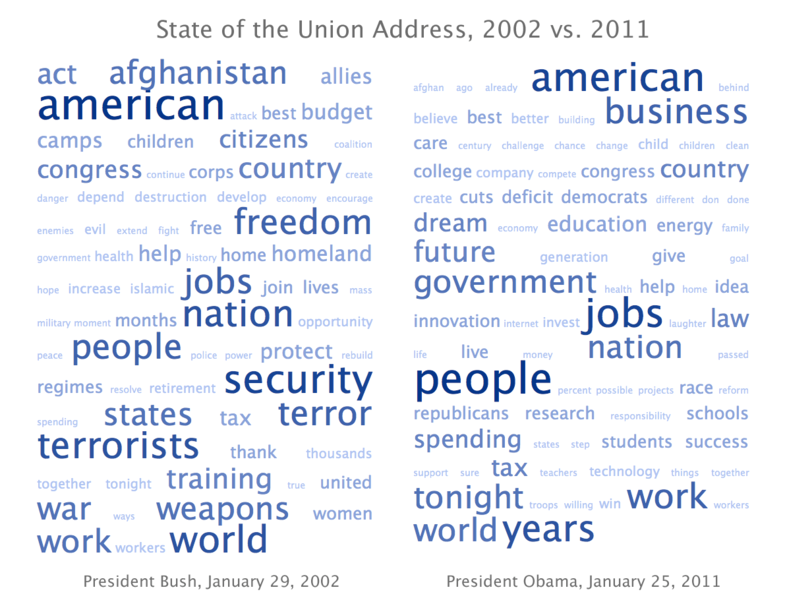 State of the Union Address, 2002 vs. 2011
act afghanistan allies
american attack best budget
camps children citizens coalition
congress continue corps country create
danger depend destruction develop economy encourage
enemies evil extend fight free freedom
government health help history home homeland
hope increase islamic jobs join lives mass
military moment months nation opportunity
peace people police power protect rebuild
regimes resolve retirement security
spending states tax terror
terrorists thank thousands
together tonight training true united
war ways weapons women
work workers world
President Bush, January 29, 2002
afghan ago already american behind
believe best better building business
care century challenge chance change child children clean
college company compete congress country
create cuts deficit democrats different don done
dream economy education energy family
future generation give goal
government health help home idea
innovation internet invest jobs laughter law
life live money nation passed
people percent possible projects race reform
republicans research responsibility schools
spending states step students success
support sure tax teachers technology things together
tonight troops willing win work workers
world years
President Obama, January 25, 2011